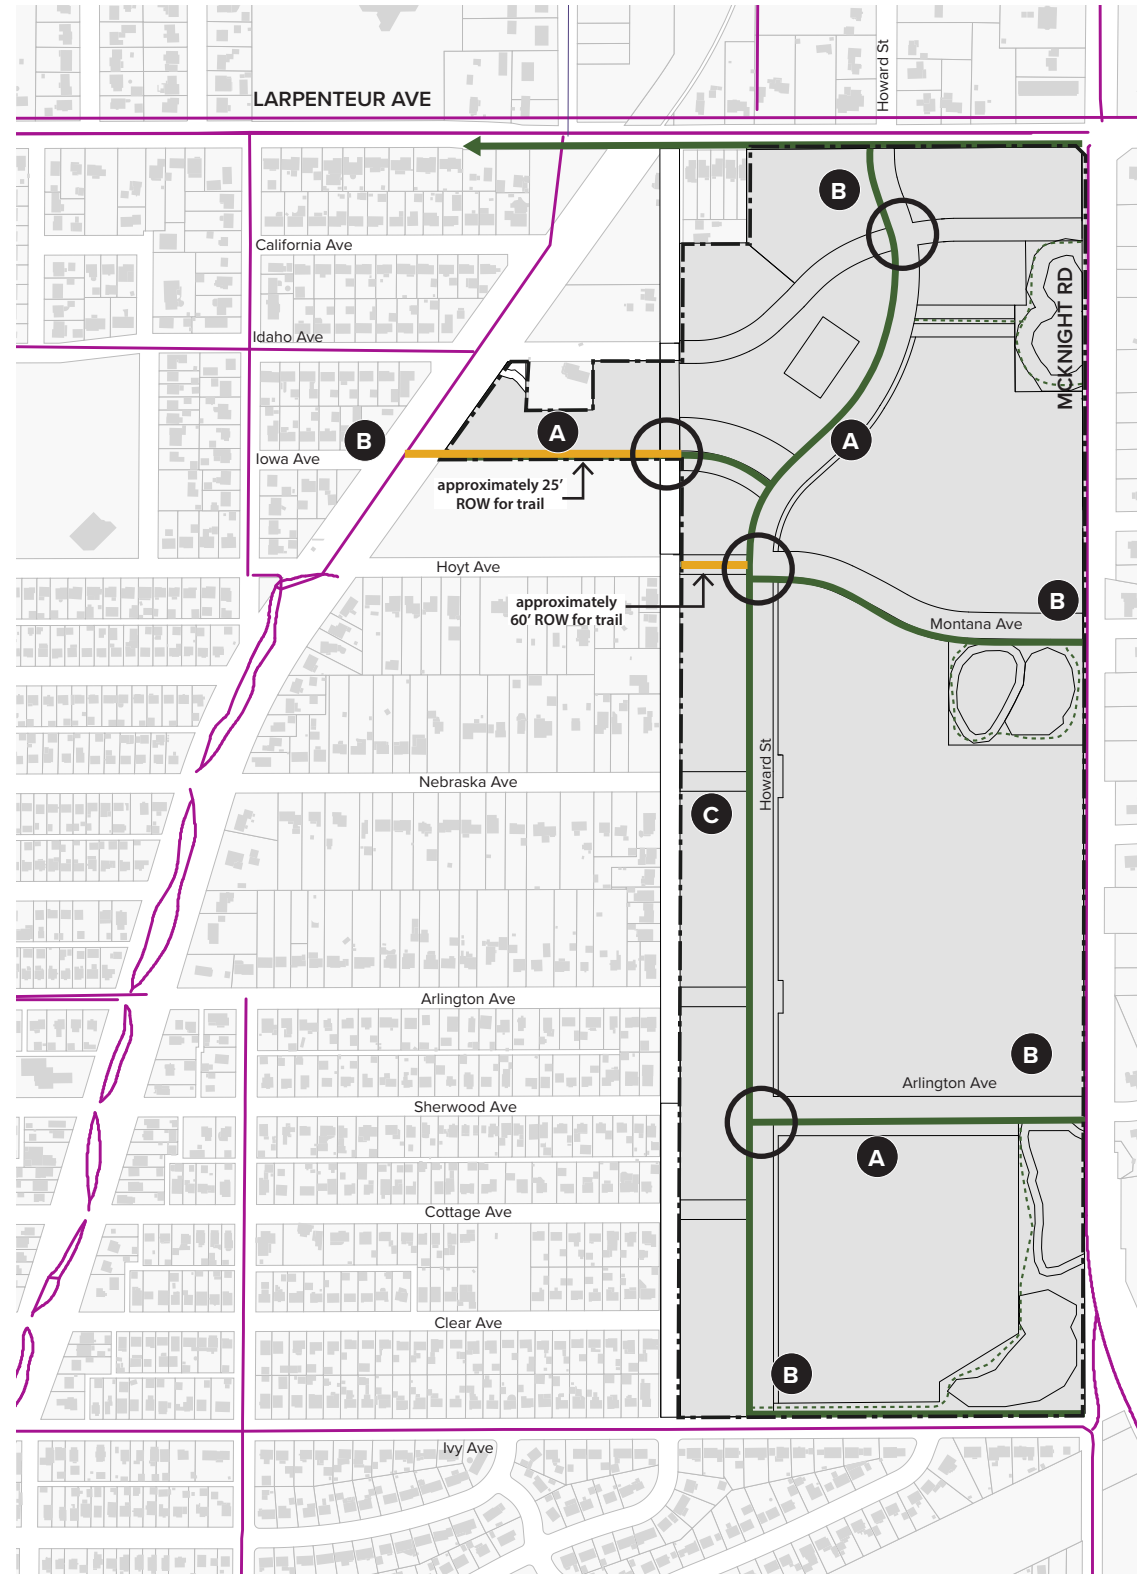 Howard St
LARPENTEUR AVE
B
California Ave
MCKNIGHT RD
Idaho Ave
B
A
A
Iowa Ave
approximately 25'
ROW for trail
Hoyt Ave
approximately
60' ROW for trail
B
Montana Ave
Howard St
Nebraska Ave
C
Arlington Ave
B
Arlington Ave
Sherwood Ave
A
Cottage Ave
Clear Ave
B
Ivy Ave